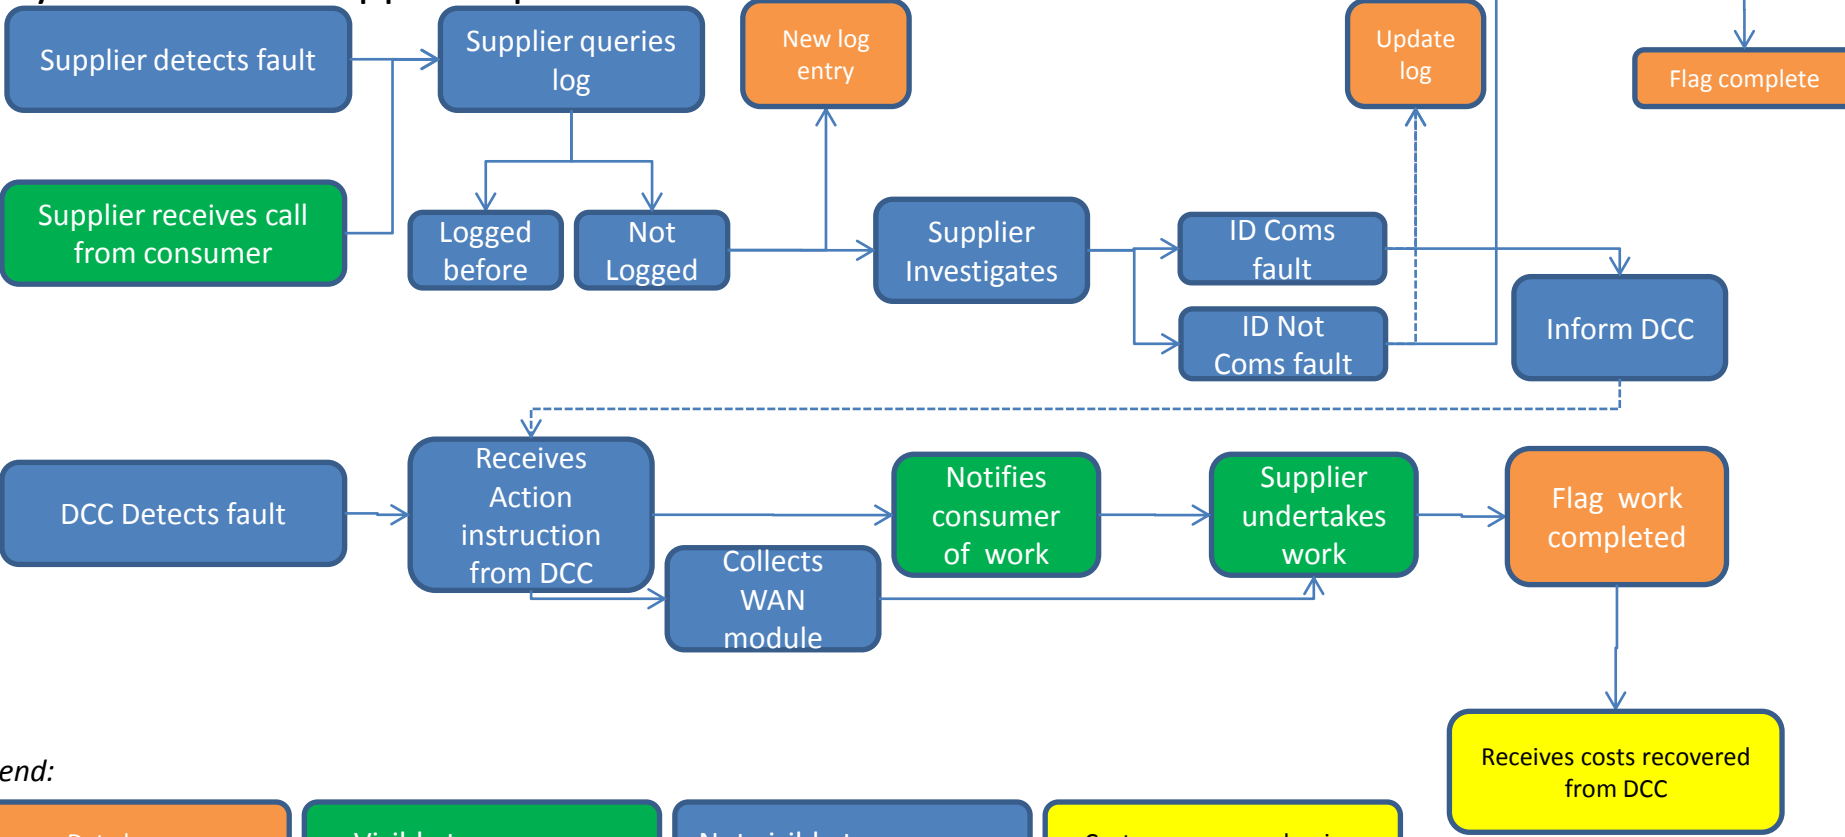 Supplier detects fault
Supplier queries
log
New log
entry
Update
log
Flag complete
Supplier receives call
from consumer
Logged
before
Not
Logged
Supplier
Investigates
ID Coms
fault
ID Not
Coms fault
Inform DCC
DCC Detects fault
Receives
Action
instruction
from DCC
Collects
WAN
module
Notifies
consumer
of work
Supplier
undertakes
work
Flag work
completed
Receives costs recovered
from DCC
end: